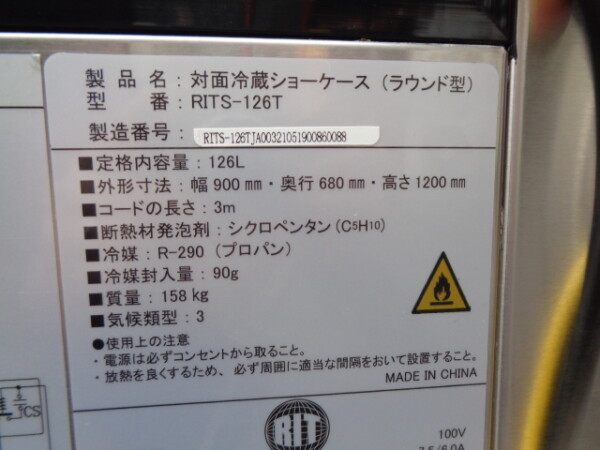 製品名：対面冷蔵ショーケース（ラウンド型）
型　番：RITS-126T
製造番号：RITS-126TJA00321051900860088
■定格内容量：126L
■外形寸法：幅 900 mm・奥行 680 mm・高さ 1200 mm
■コードの長さ：3m
■断熱材発泡剤：シクロペンタン(C5H10)
■冷媒：R-290（プロパン）
■冷媒封入量：90g
■質量：158 kg
■気候類型：3
●使用上の注意
・電源は必ずコンセントから取ること。
・放熱を良くするため、必ず周囲に適当な間隔をおいて設置すること。
MADE IN CHINA
CS
RIT
100V
7.5/6.0A